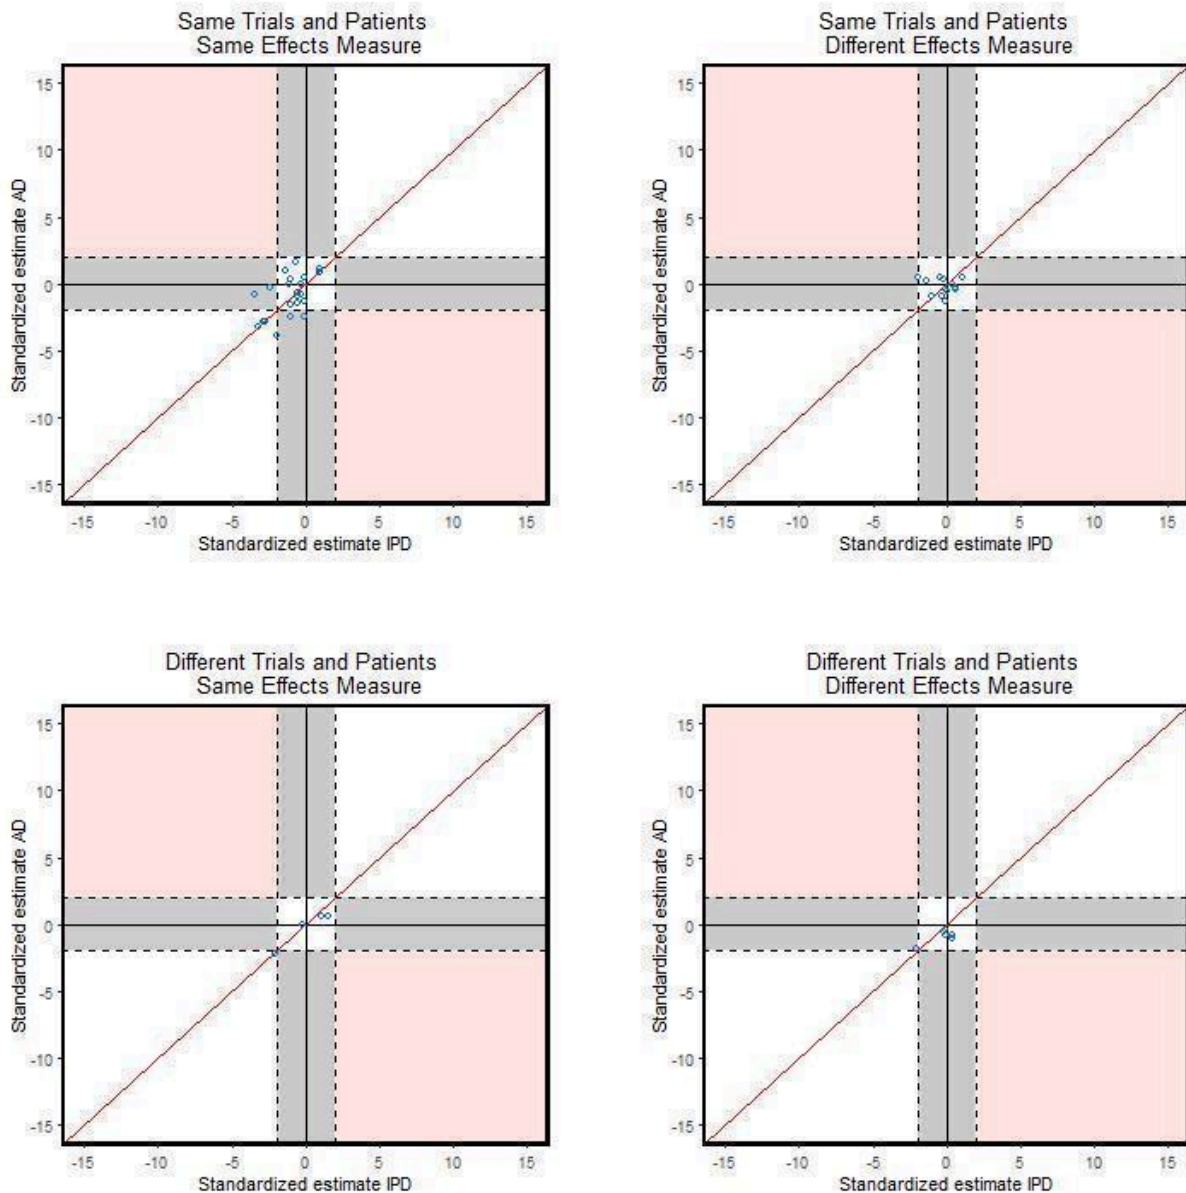 Same Trials and Patients
Same Effects Measure
15
10
5
0
-5
-10
-15
Standardized estimate AD
-15 -10 -5 0 5 10 15
Standardized estimate IPD
Same Trials and Patients
Different Effects Measure
15
10
5
0
-5
-10
-15
Standardized estimate AD
-15 -10 -5 0 5 10 15
Standardized estimate IPD
Different Trials and Patients
Same Effects Measure
15
10
5
0
-5
-10
-15
Standardized estimate AD
-15 -10 -5 0 5 10 15
Standardized estimate IPD
Different Trials and Patients
Different Effects Measure
15
10
5
0
-5
-10
-15
Standardized estimate AD
-15 -10 -5 0 5 10 15
Standardized estimate IPD